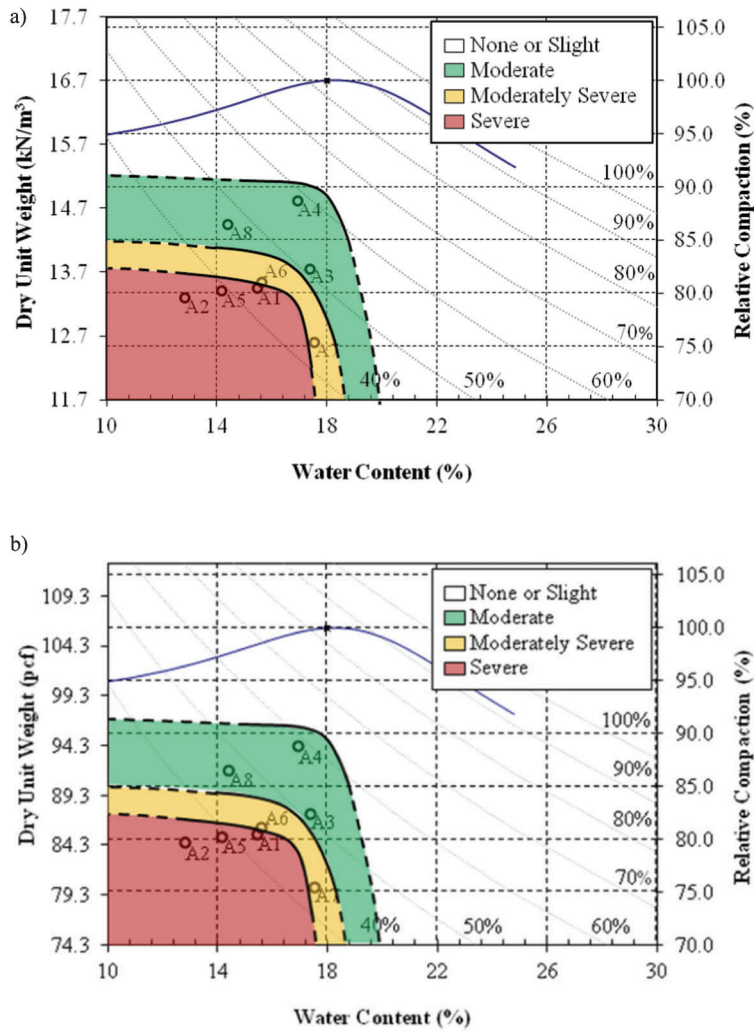 a)
17.7
16.7
15.7
14.7
13.7
12.7
11.7
Dry Unit Weight (kN/m³)
None or Slight
Moderate
Moderately Severe
Severe
105.0
100.0
95.0
90.0
85.0
80.0
75.0
70.0
Relative Compaction (%)
100%
90%
80%
70%
40% 50% 60%
A4
A8
A6 A3
A2 A5 A1
10 14 18 22 26 30
Water Content (%)
b)
109.3
104.3
99.3
94.3
89.3
84.3
79.3
74.3
Dry Unit Weight (pcf)
None or Slight
Moderate
Moderately Severe
Severe
105.0
100.0
95.0
90.0
85.0
80.0
75.0
70.0
Relative Compaction (%)
100%
90%
80%
70%
40% 50% 60%
A4
A8
A6 A3
A2 A5 A1
10 14 18 22 26 30
Water Content (%)